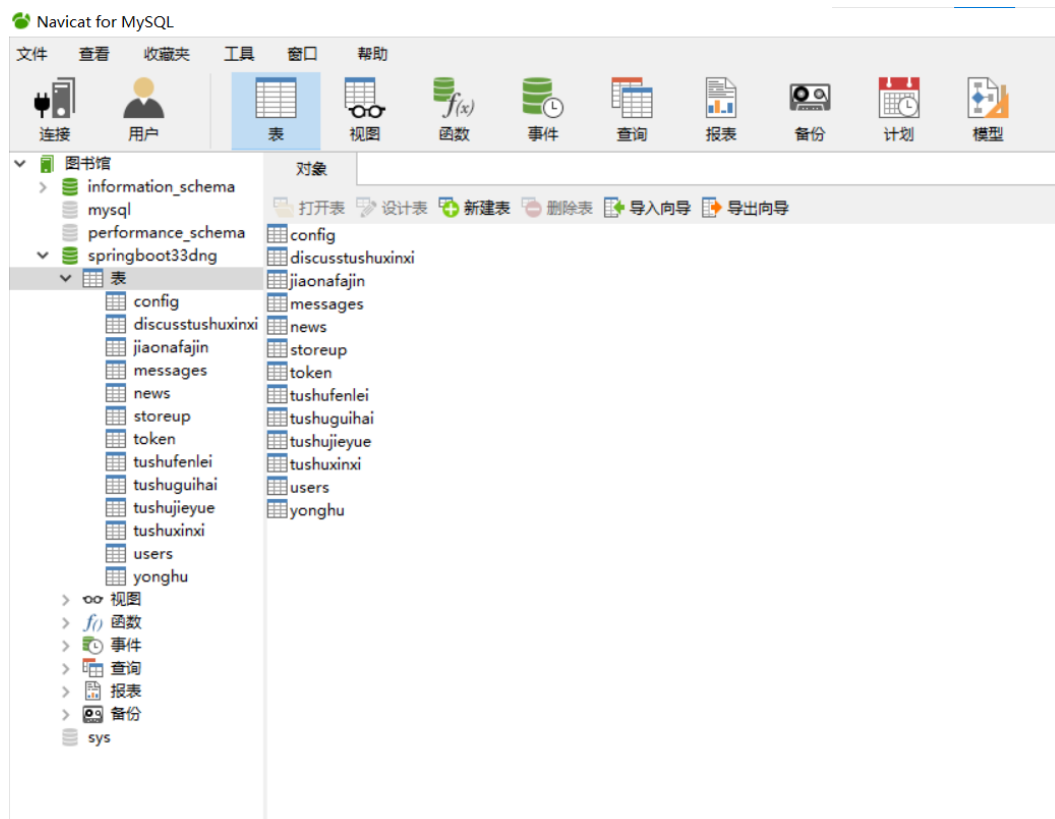 Navicat for MySQL
文件 查看 收藏夹 工具 窗口 帮助
连接 用户 表 视图 函数 事件 查询 报表 备份 计划 模型
图书馆
information_schema
mysql
performance_schema
springboot33dng
表
config
discusstushuxinxi
jiaonafajin
messages
news
storeup
token
tushufenlei
tushuguihai
tushujieyue
tushuxinxi
users
yonghu
视图
函数
事件
查询
报表
备份
sys
对象
打开表 设计表 新建表 删除表 导入向导 导出向导
config
discusstushuxinxi
jiaonafajin
messages
news
storeup
token
tushufenlei
tushuguihai
tushujieyue
tushuxinxi
users
yonghu